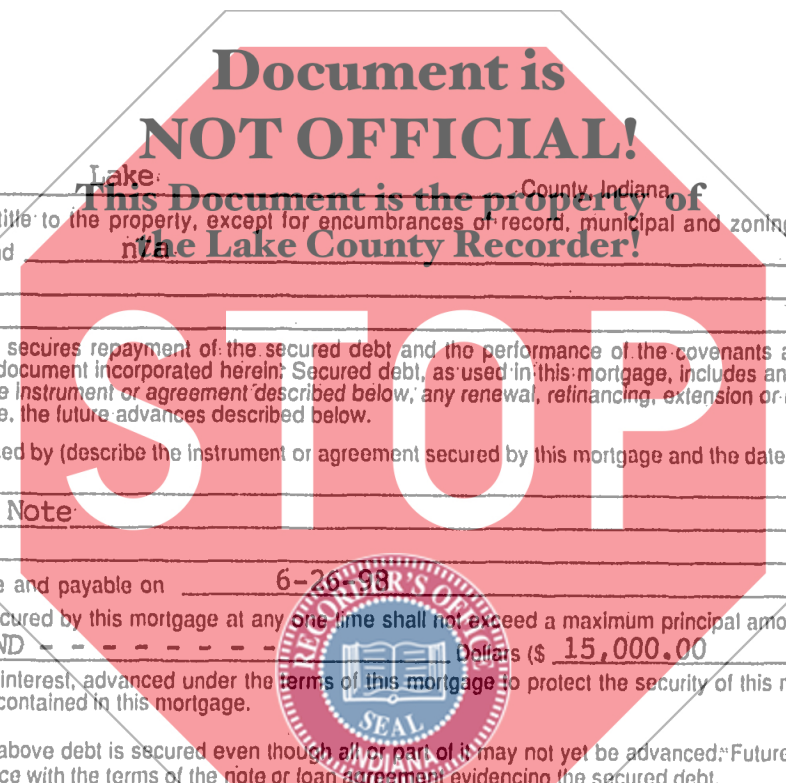 Document is
NOT OFFICIAL!
Lake County, Indiana
This Document is the property of
title to the property, except for encumbrances of record, municipal and zoning
the Lake County Recorder!
n/a
STOP
secures repayment of the secured debt and the performance of the covenants a
document incorporated herein. Secured debt, as used in this mortgage, includes an
e instrument or agreement described below, any renewal, refinancing, extension or
e, the future advances described below.
ed by (describe the instrument or agreement secured by this mortgage and the date
Note
e and payable on 6-26-98
cured by this mortgage at any one time shall not exceed a maximum principal amo
ND - - - - - - - - - Dollars ($ 15,000.00
interest, advanced under the terms of this mortgage to protect the security of this m
contained in this mortgage.
RECORDER'S OFFICE
SEAL
INDIANA
above debt is secured even though all or part of it may not yet be advanced. Future
ce with the terms of the note or loan agreement evidencing the secured debt.